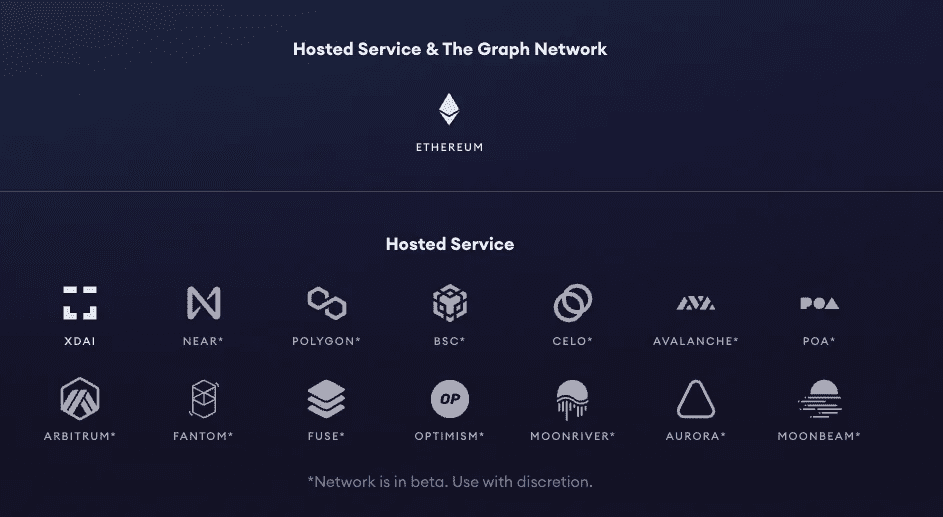 Hosted Service & The Graph Network
ETHEREUM
Hosted Service
XDAI NEAR* POLYGON* BSC* CELO* AVALANCHE* POA* POA
ARBITRUM* FANTOM* FUSE* OP OPTIMISM* MOONRIVER* AURORA* MOONBEAM*
*Network is in beta. Use with discretion.